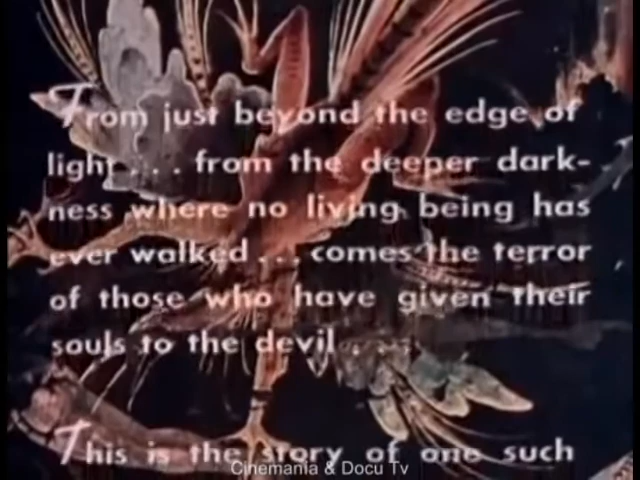 From just beyond the edge of
light... from the deeper dark-
ness where no living being has
ever walked... comes the terror
of those who have given their
souls to the devil...
This is the story of one such
Cinemania & Docu Tv